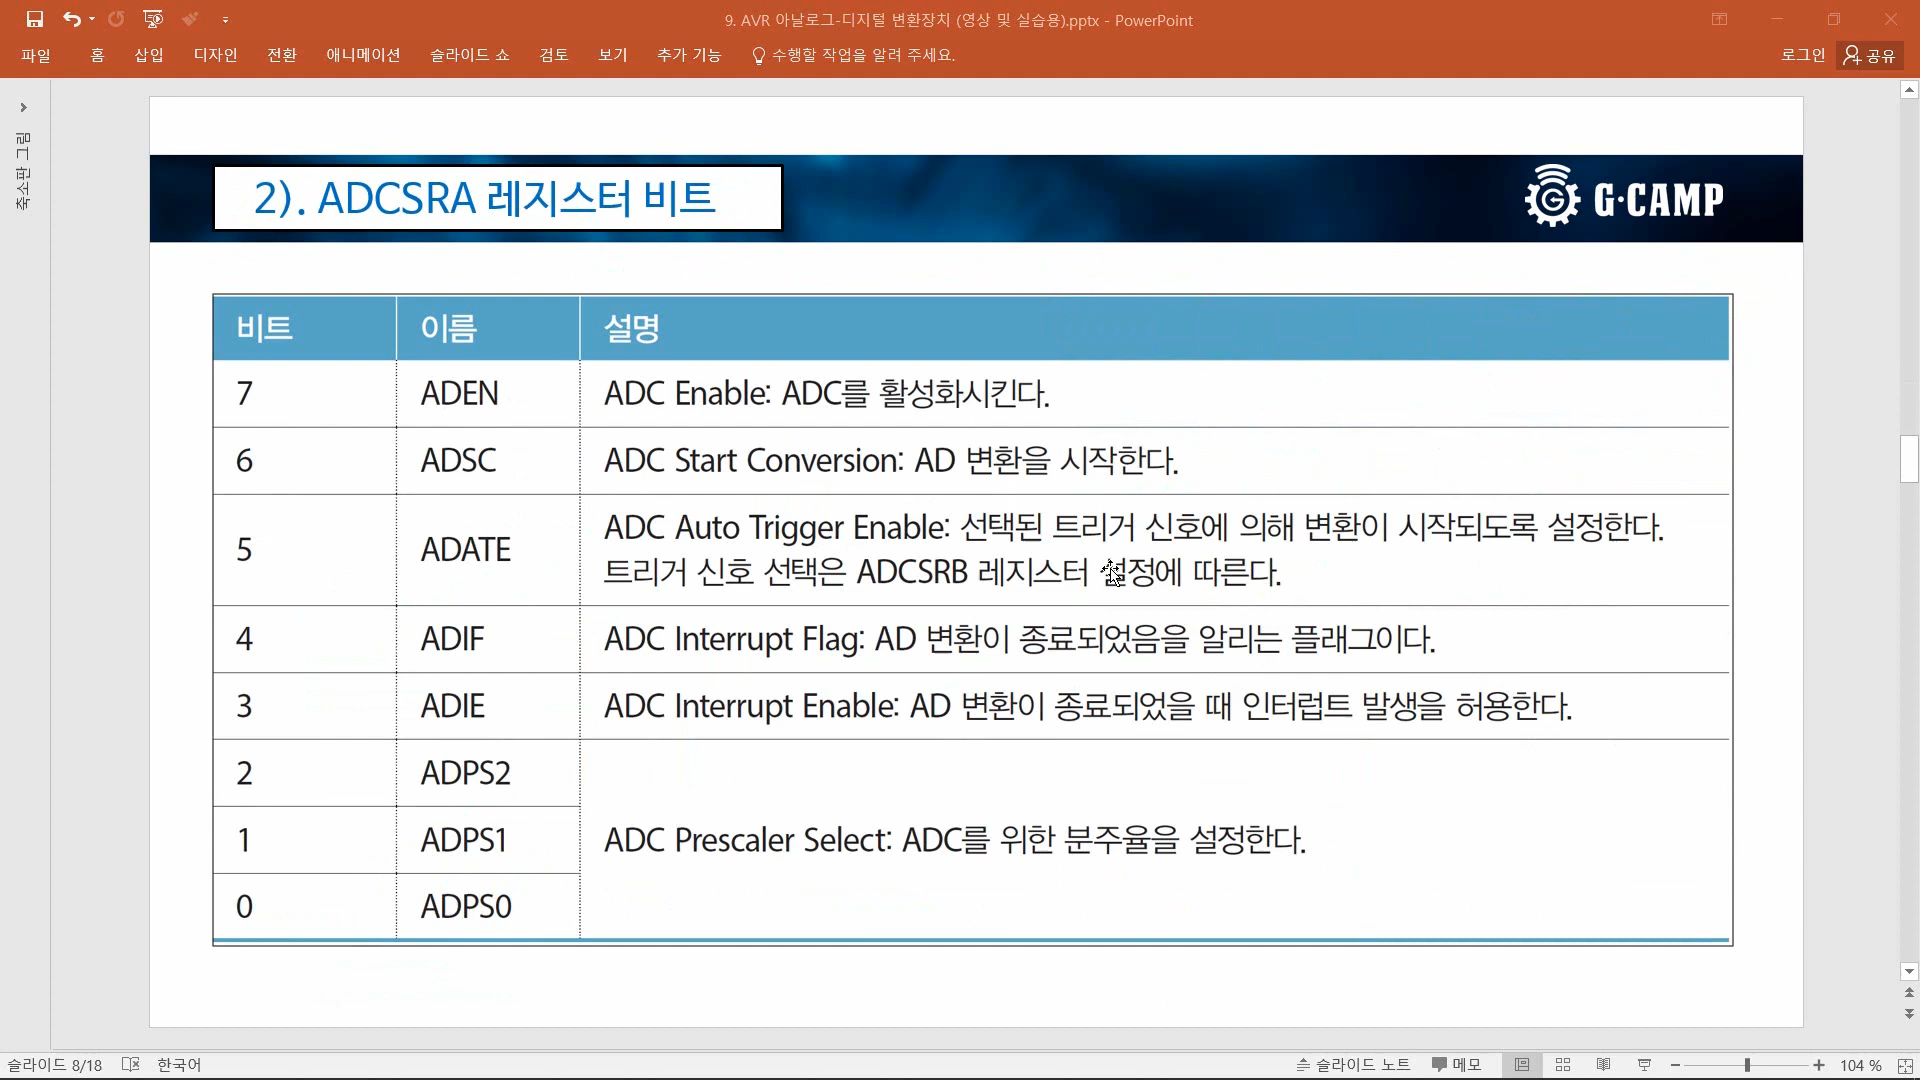 9. AVR 아날로그-디지털 변환장치 (영상 및 실습용).pptx - PowerPoint
파일 홈 삽입 디자인 전환 애니메이션 슬라이드 쇼 검토 보기 추가 기능 수행할 작업을 알려 주세요. 로그인 공유
축소판 그림
2). ADCSRA 레지스터 비트
G·CAMP
비트 이름 설명
7 ADEN ADC Enable: ADC를 활성화시킨다.
6 ADSC ADC Start Conversion: AD 변환을 시작한다.
5 ADATE ADC Auto Trigger Enable: 선택된 트리거 신호에 의해 변환이 시작되도록 설정한다.
트리거 신호 선택은 ADCSRB 레지스터 설정에 따른다.
4 ADIF ADC Interrupt Flag: AD 변환이 종료되었음을 알리는 플래그이다.
3 ADIE ADC Interrupt Enable: AD 변환이 종료되었을 때 인터럽트 발생을 허용한다.
2 ADPS2
1 ADPS1 ADC Prescaler Select: ADC를 위한 분주율을 설정한다.
0 ADPS0
슬라이드 8/18 한국어 슬라이드 노트 메모 104 %